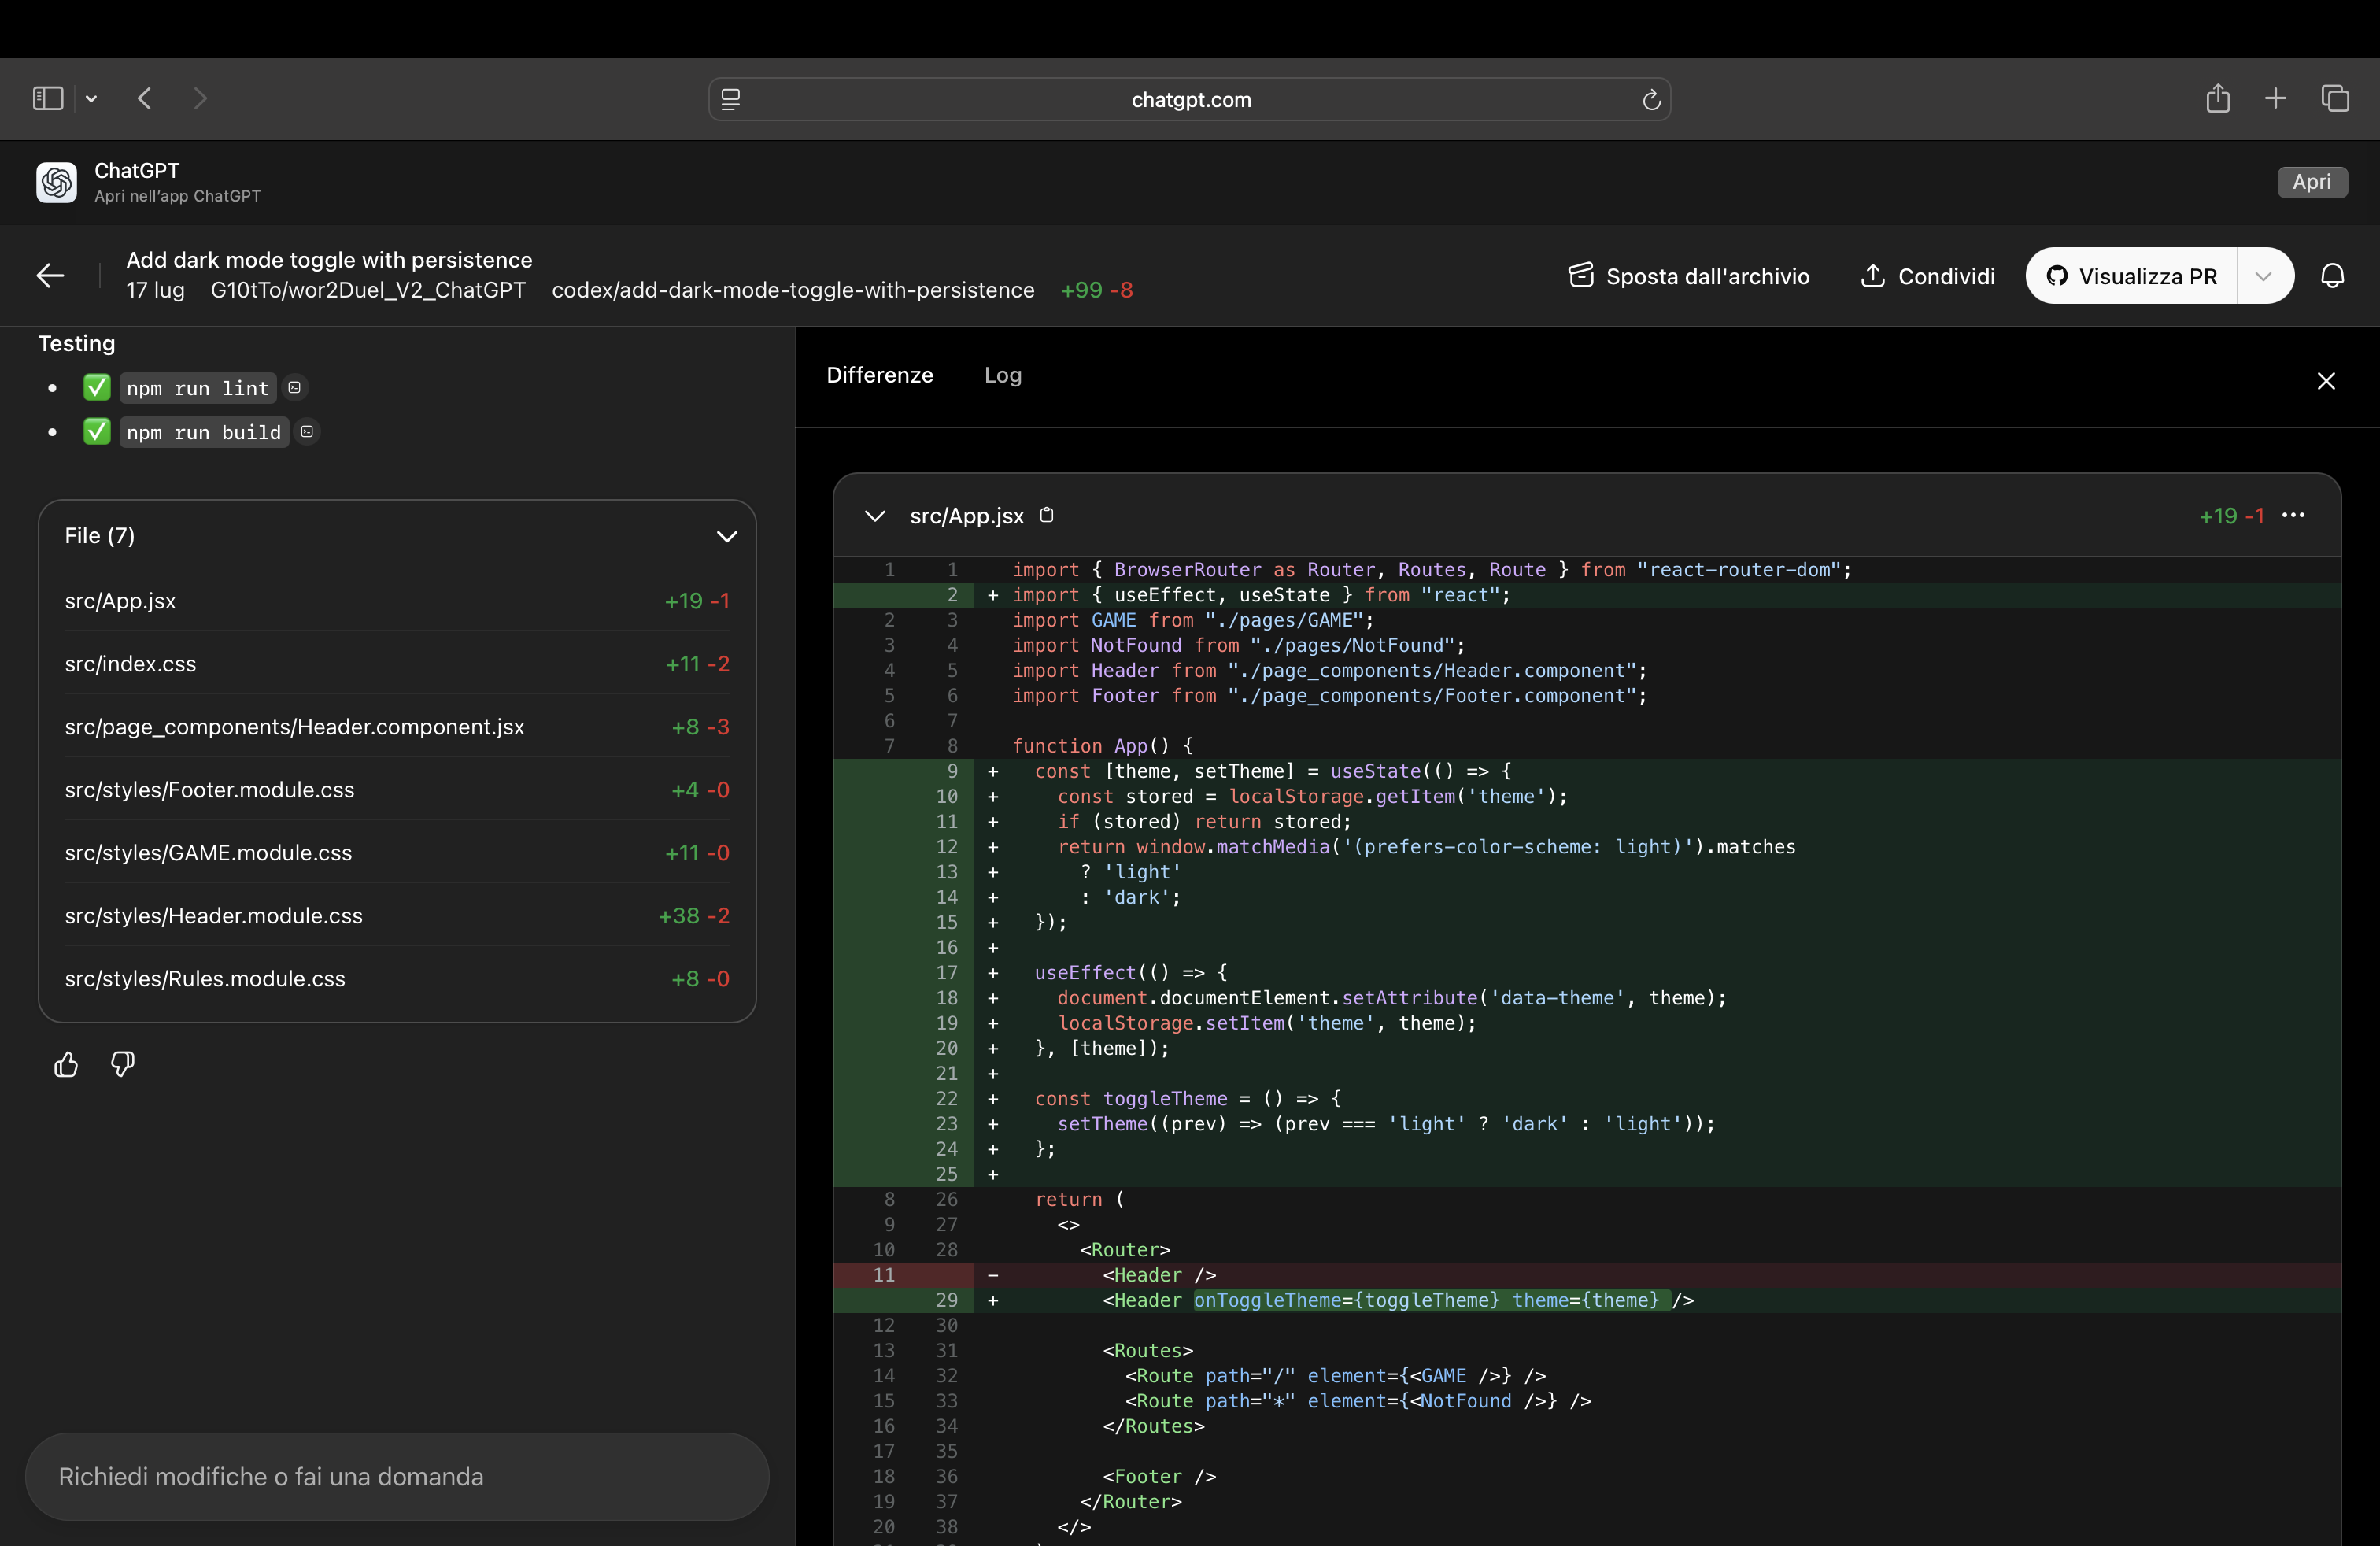 chatgpt.com
ChatGPT
Apri nell'app ChatGPT
Apri
Add dark mode toggle with persistence
17 lug G10tTo/wor2Duel_V2_ChatGPT codex/add-dark-mode-toggle-with-persistence +99 -8
Sposta dall'archivio
Condividi
Visualizza PR
Testing
• ✅ npm run lint
• ✅ npm run build
File (7)
src/App.jsx +19 -1
src/index.css +11 -2
src/page_components/Header.component.jsx +8 -3
src/styles/Footer.module.css +4 -0
src/styles/GAME.module.css +11 -0
src/styles/Header.module.css +38 -2
src/styles/Rules.module.css +8 -0
Richiedi modifiche o fai una domanda
Differenze Log
src/App.jsx +19 -1
1 1 import { BrowserRouter as Router, Routes, Route } from "react-router-dom";
2 + import { useEffect, useState } from "react";
2 3 import GAME from "./pages/GAME";
3 4 import NotFound from "./pages/NotFound";
4 5 import Header from "./page_components/Header.component";
5 6 import Footer from "./page_components/Footer.component";
6 7
7 8 function App() {
9 + const [theme, setTheme] = useState(() => {
10 + const stored = localStorage.getItem('theme');
11 + if (stored) return stored;
12 + return window.matchMedia('(prefers-color-scheme: light)').matches
13 + ? 'light'
14 + : 'dark';
15 + });
16 +
17 + useEffect(() => {
18 + document.documentElement.setAttribute('data-theme', theme);
19 + localStorage.setItem('theme', theme);
20 + }, [theme]);
21 +
22 + const toggleTheme = () => {
23 + setTheme((prev) => (prev === 'light' ? 'dark' : 'light'));
24 + };
25 +
8 26 return (
9 27 <>
10 28 <Router>
11 - <Header />
29 + <Header onToggleTheme={toggleTheme} theme={theme} />
12 30
13 31 <Routes>
14 32 <Route path="/" element={<GAME />} />
15 33 <Route path="*" element={<NotFound />} />
16 34 </Routes>
17 35
18 36 <Footer />
19 37 </Router>
20 38 </>